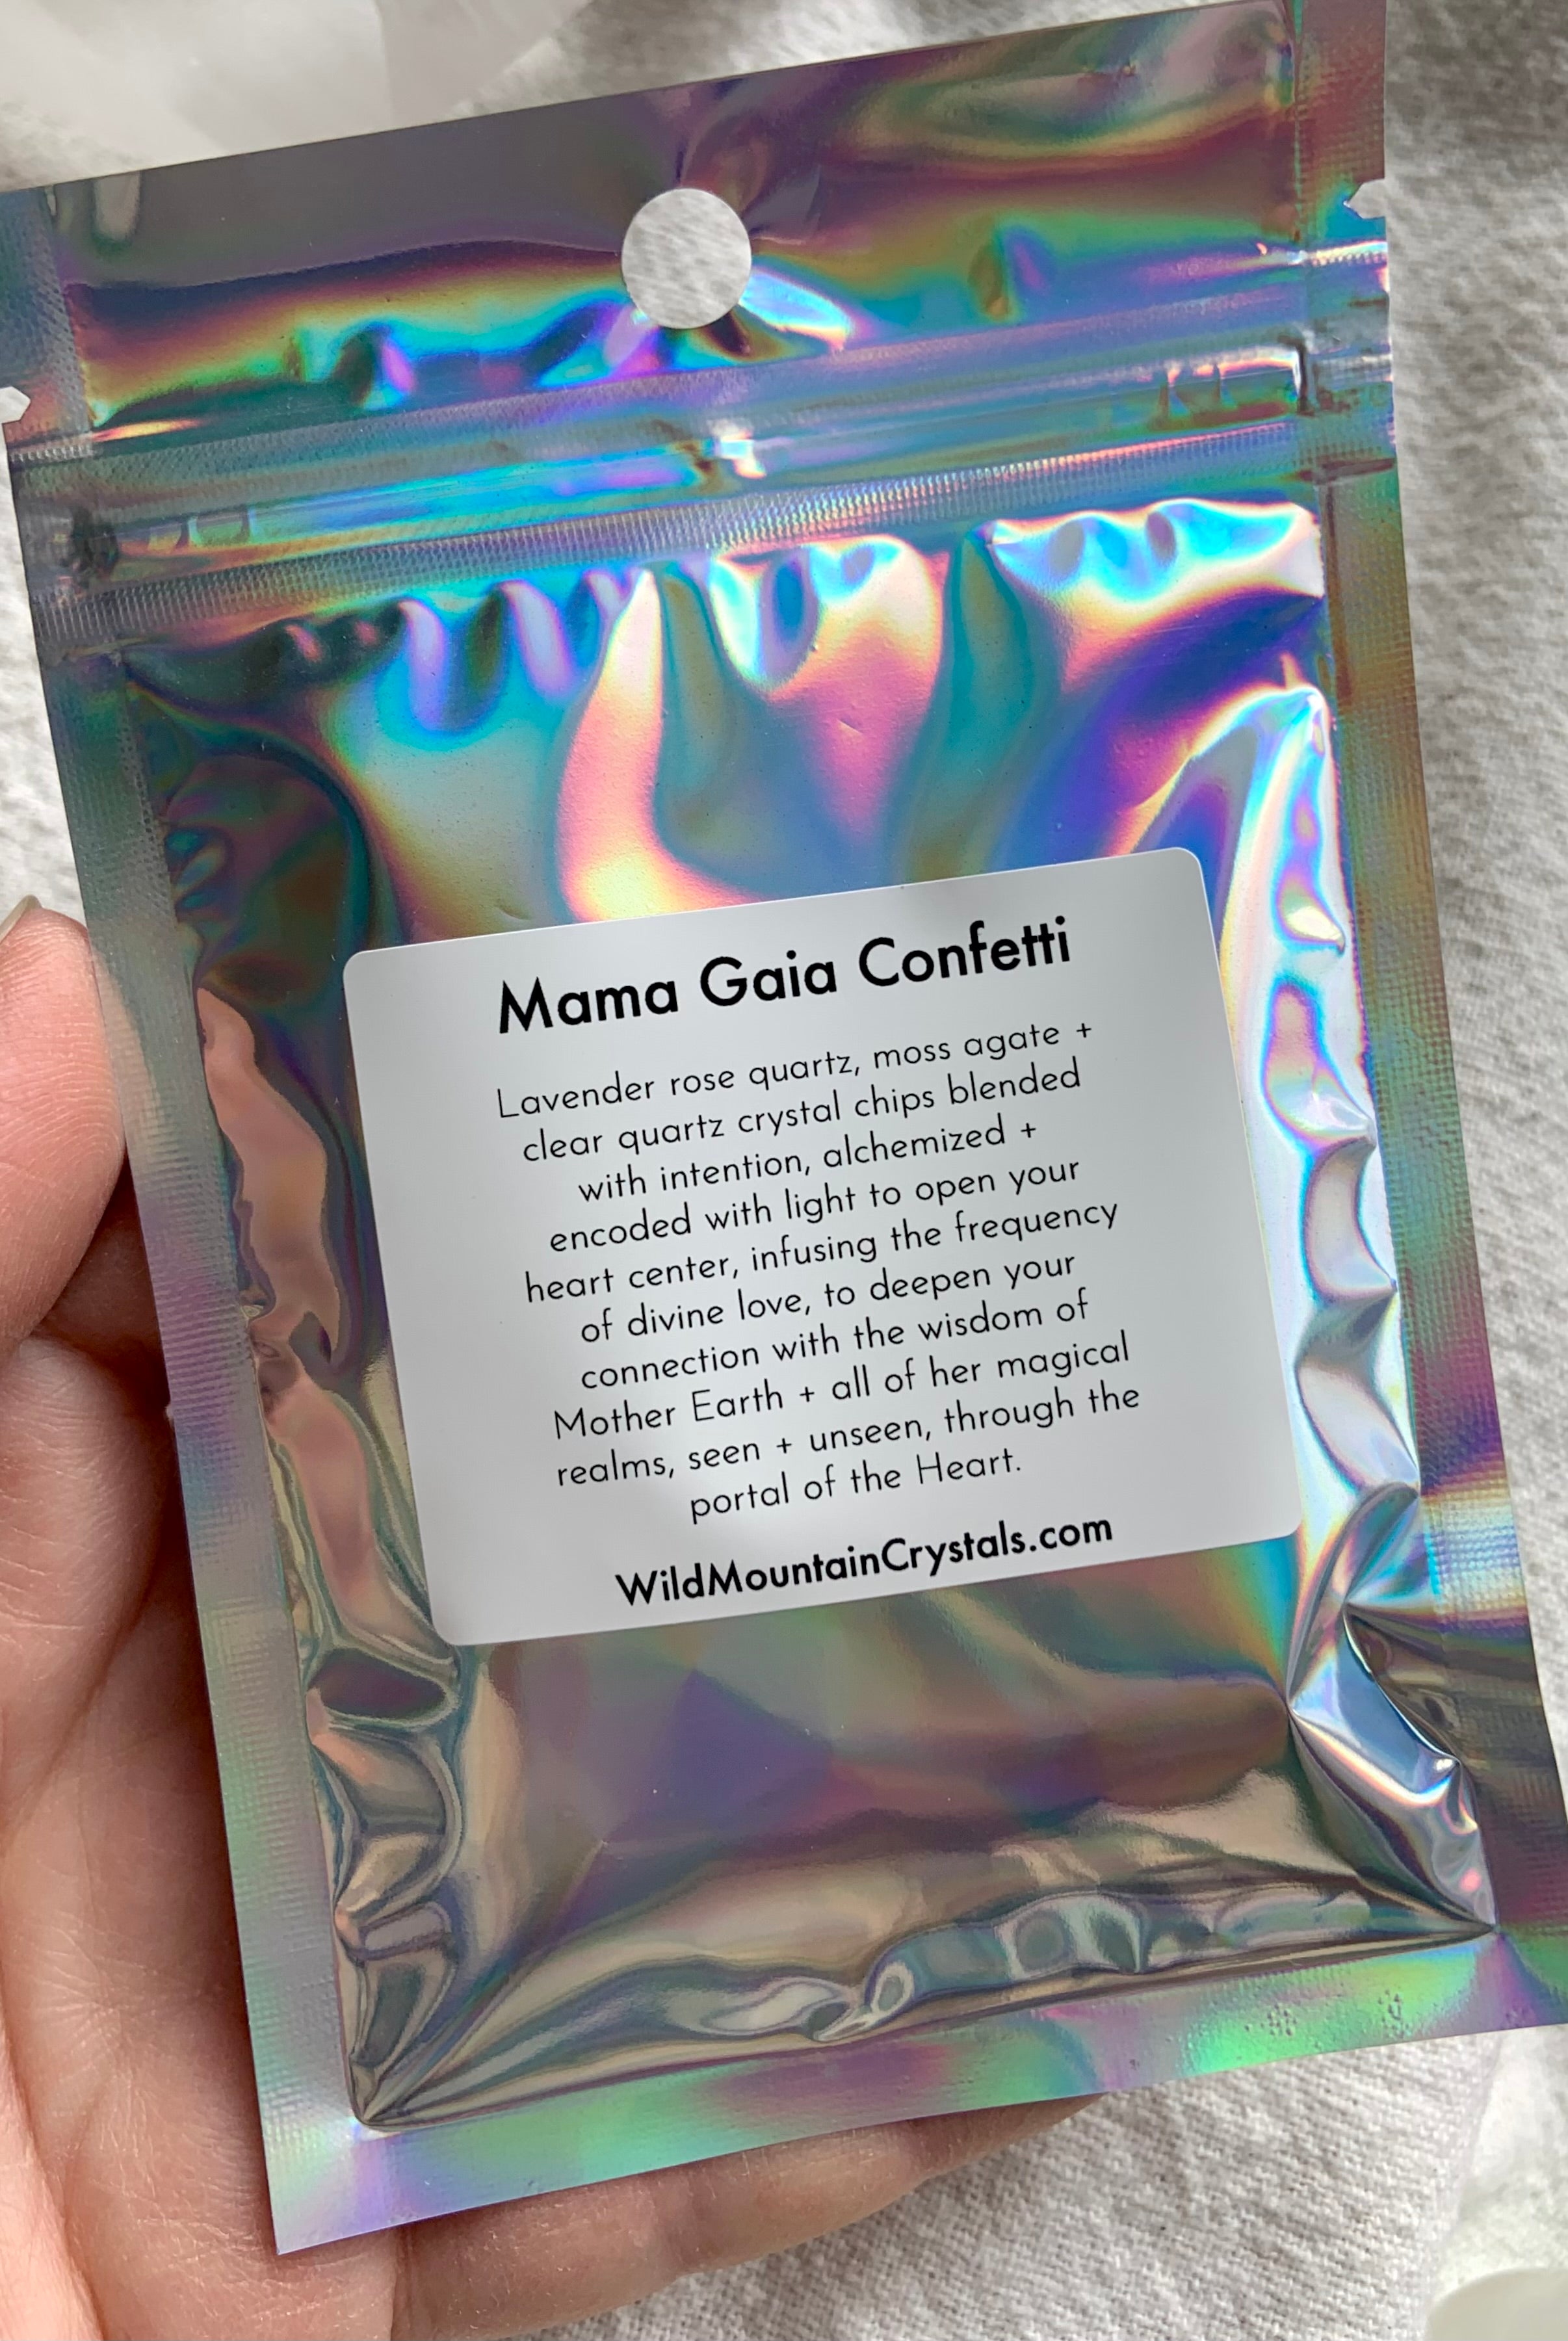 Mama Gaia Confetti
Lavender rose quartz, moss agate +
clear quartz crystal chips blended
with intention, alchemized +
encoded with light to open your
heart center, infusing the frequency
of divine love, to deepen your
connection with the wisdom of
Mother Earth + all of her magical
realms, seen + unseen, through the
portal of the Heart.
WildMountainCrystals.com